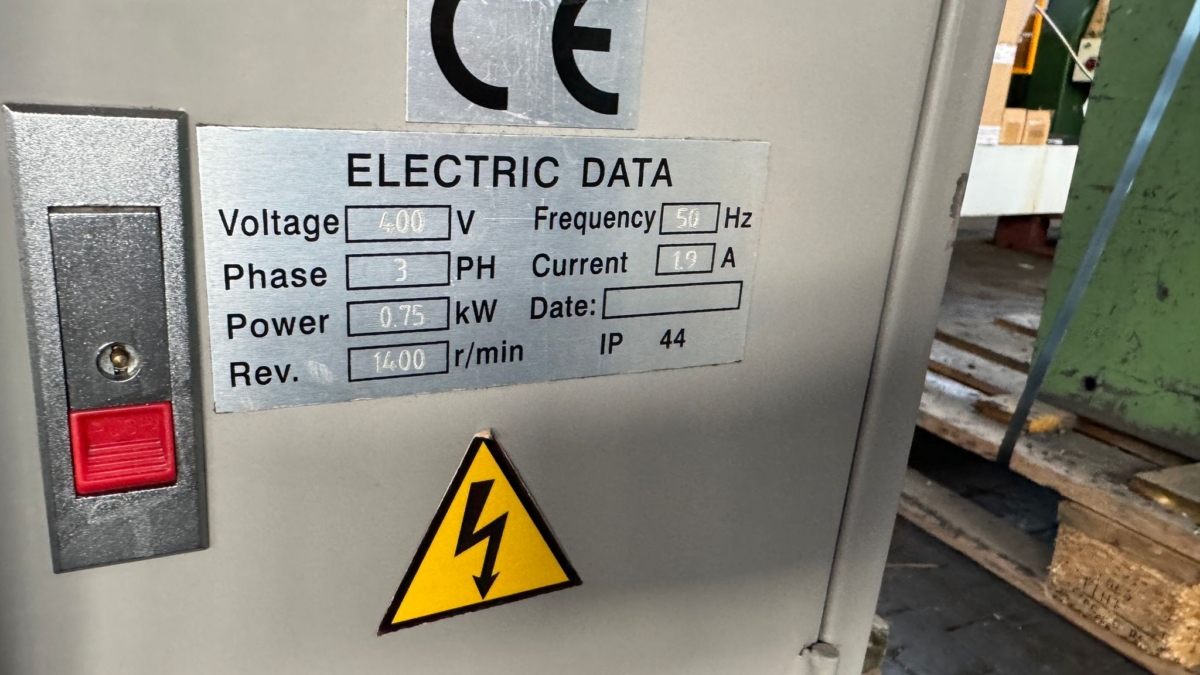 CE
ELECTRIC DATA
Voltage 400 V Frequency 50 Hz
Phase 3 PH Current 1.9 A
Power 0.75 kW Date:
Rev. 1400 r/min IP 44